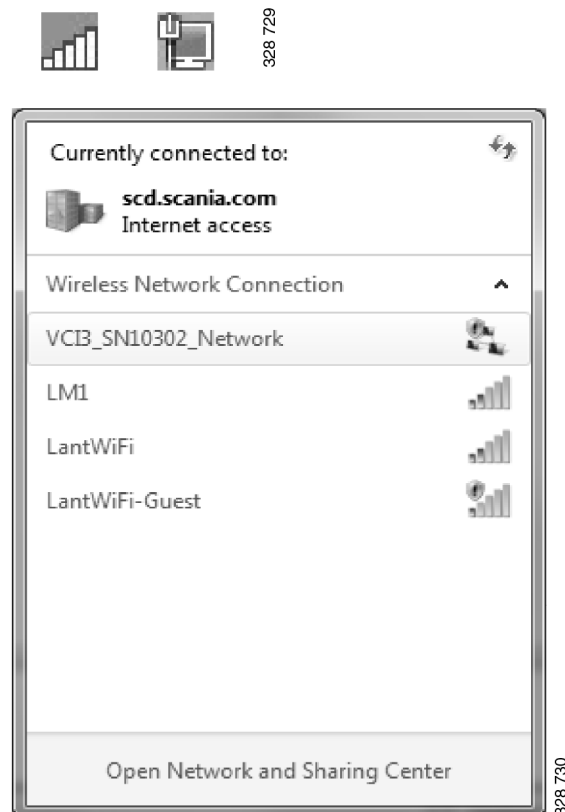 328 729
Currently connected to:
scd.scania.com
Internet access
Wireless Network Connection
VCI3_SN10302_Network
LM1
LantWiFi
LantWiFi-Guest
Open Network and Sharing Center
328 730